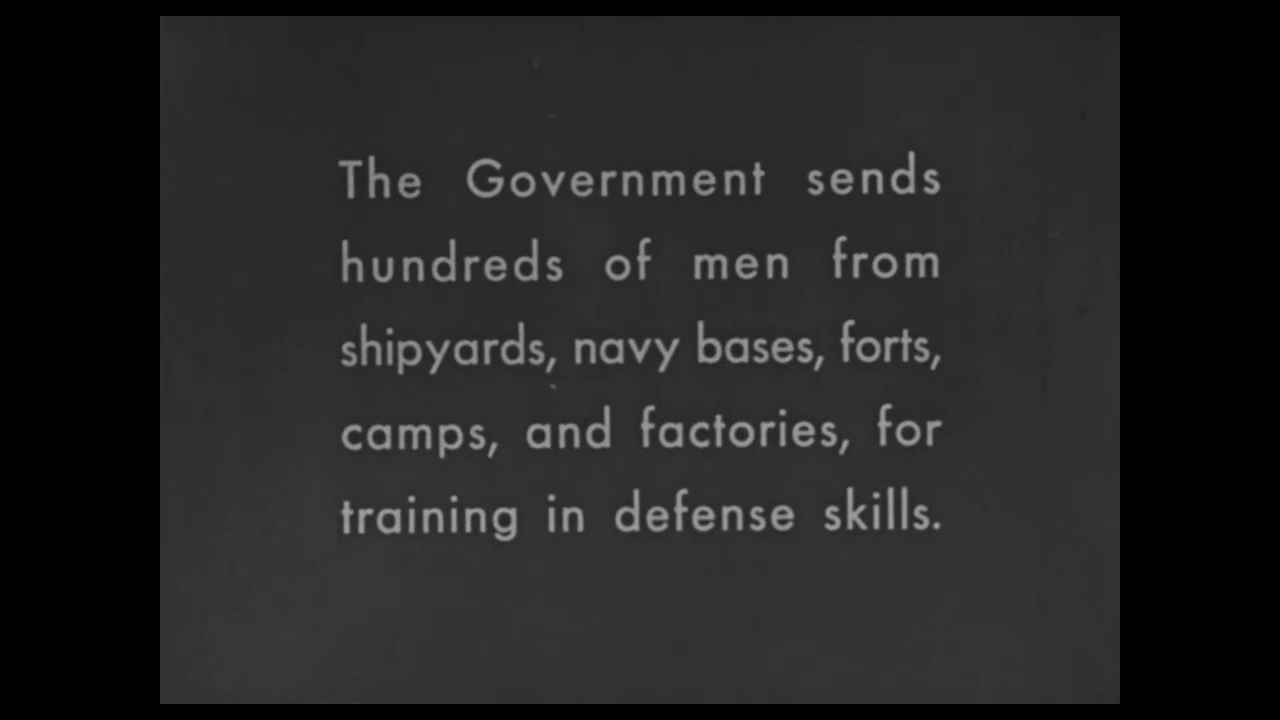 The Government sends
hundreds of men from
shipyards, navy bases, forts,
camps, and factories, for
training in defense skills.